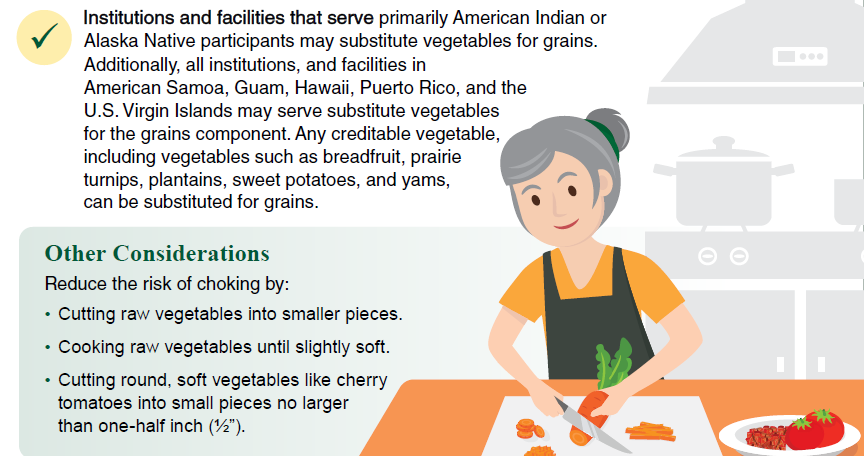 Institutions and facilities that serve primarily American Indian or
Alaska Native participants may substitute vegetables for grains.
Additionally, all institutions, and facilities in
American Samoa, Guam, Hawaii, Puerto Rico, and the
U.S. Virgin Islands may serve substitute vegetables
for the grains component. Any creditable vegetable,
including vegetables such as breadfruit, prairie
turnips, plantains, sweet potatoes, and yams,
can be substituted for grains.
Other Considerations
Reduce the risk of choking by:
• Cutting raw vegetables into smaller pieces.
• Cooking raw vegetables until slightly soft.
• Cutting round, soft vegetables like cherry
tomatoes into small pieces no larger
than one-half inch (½”).